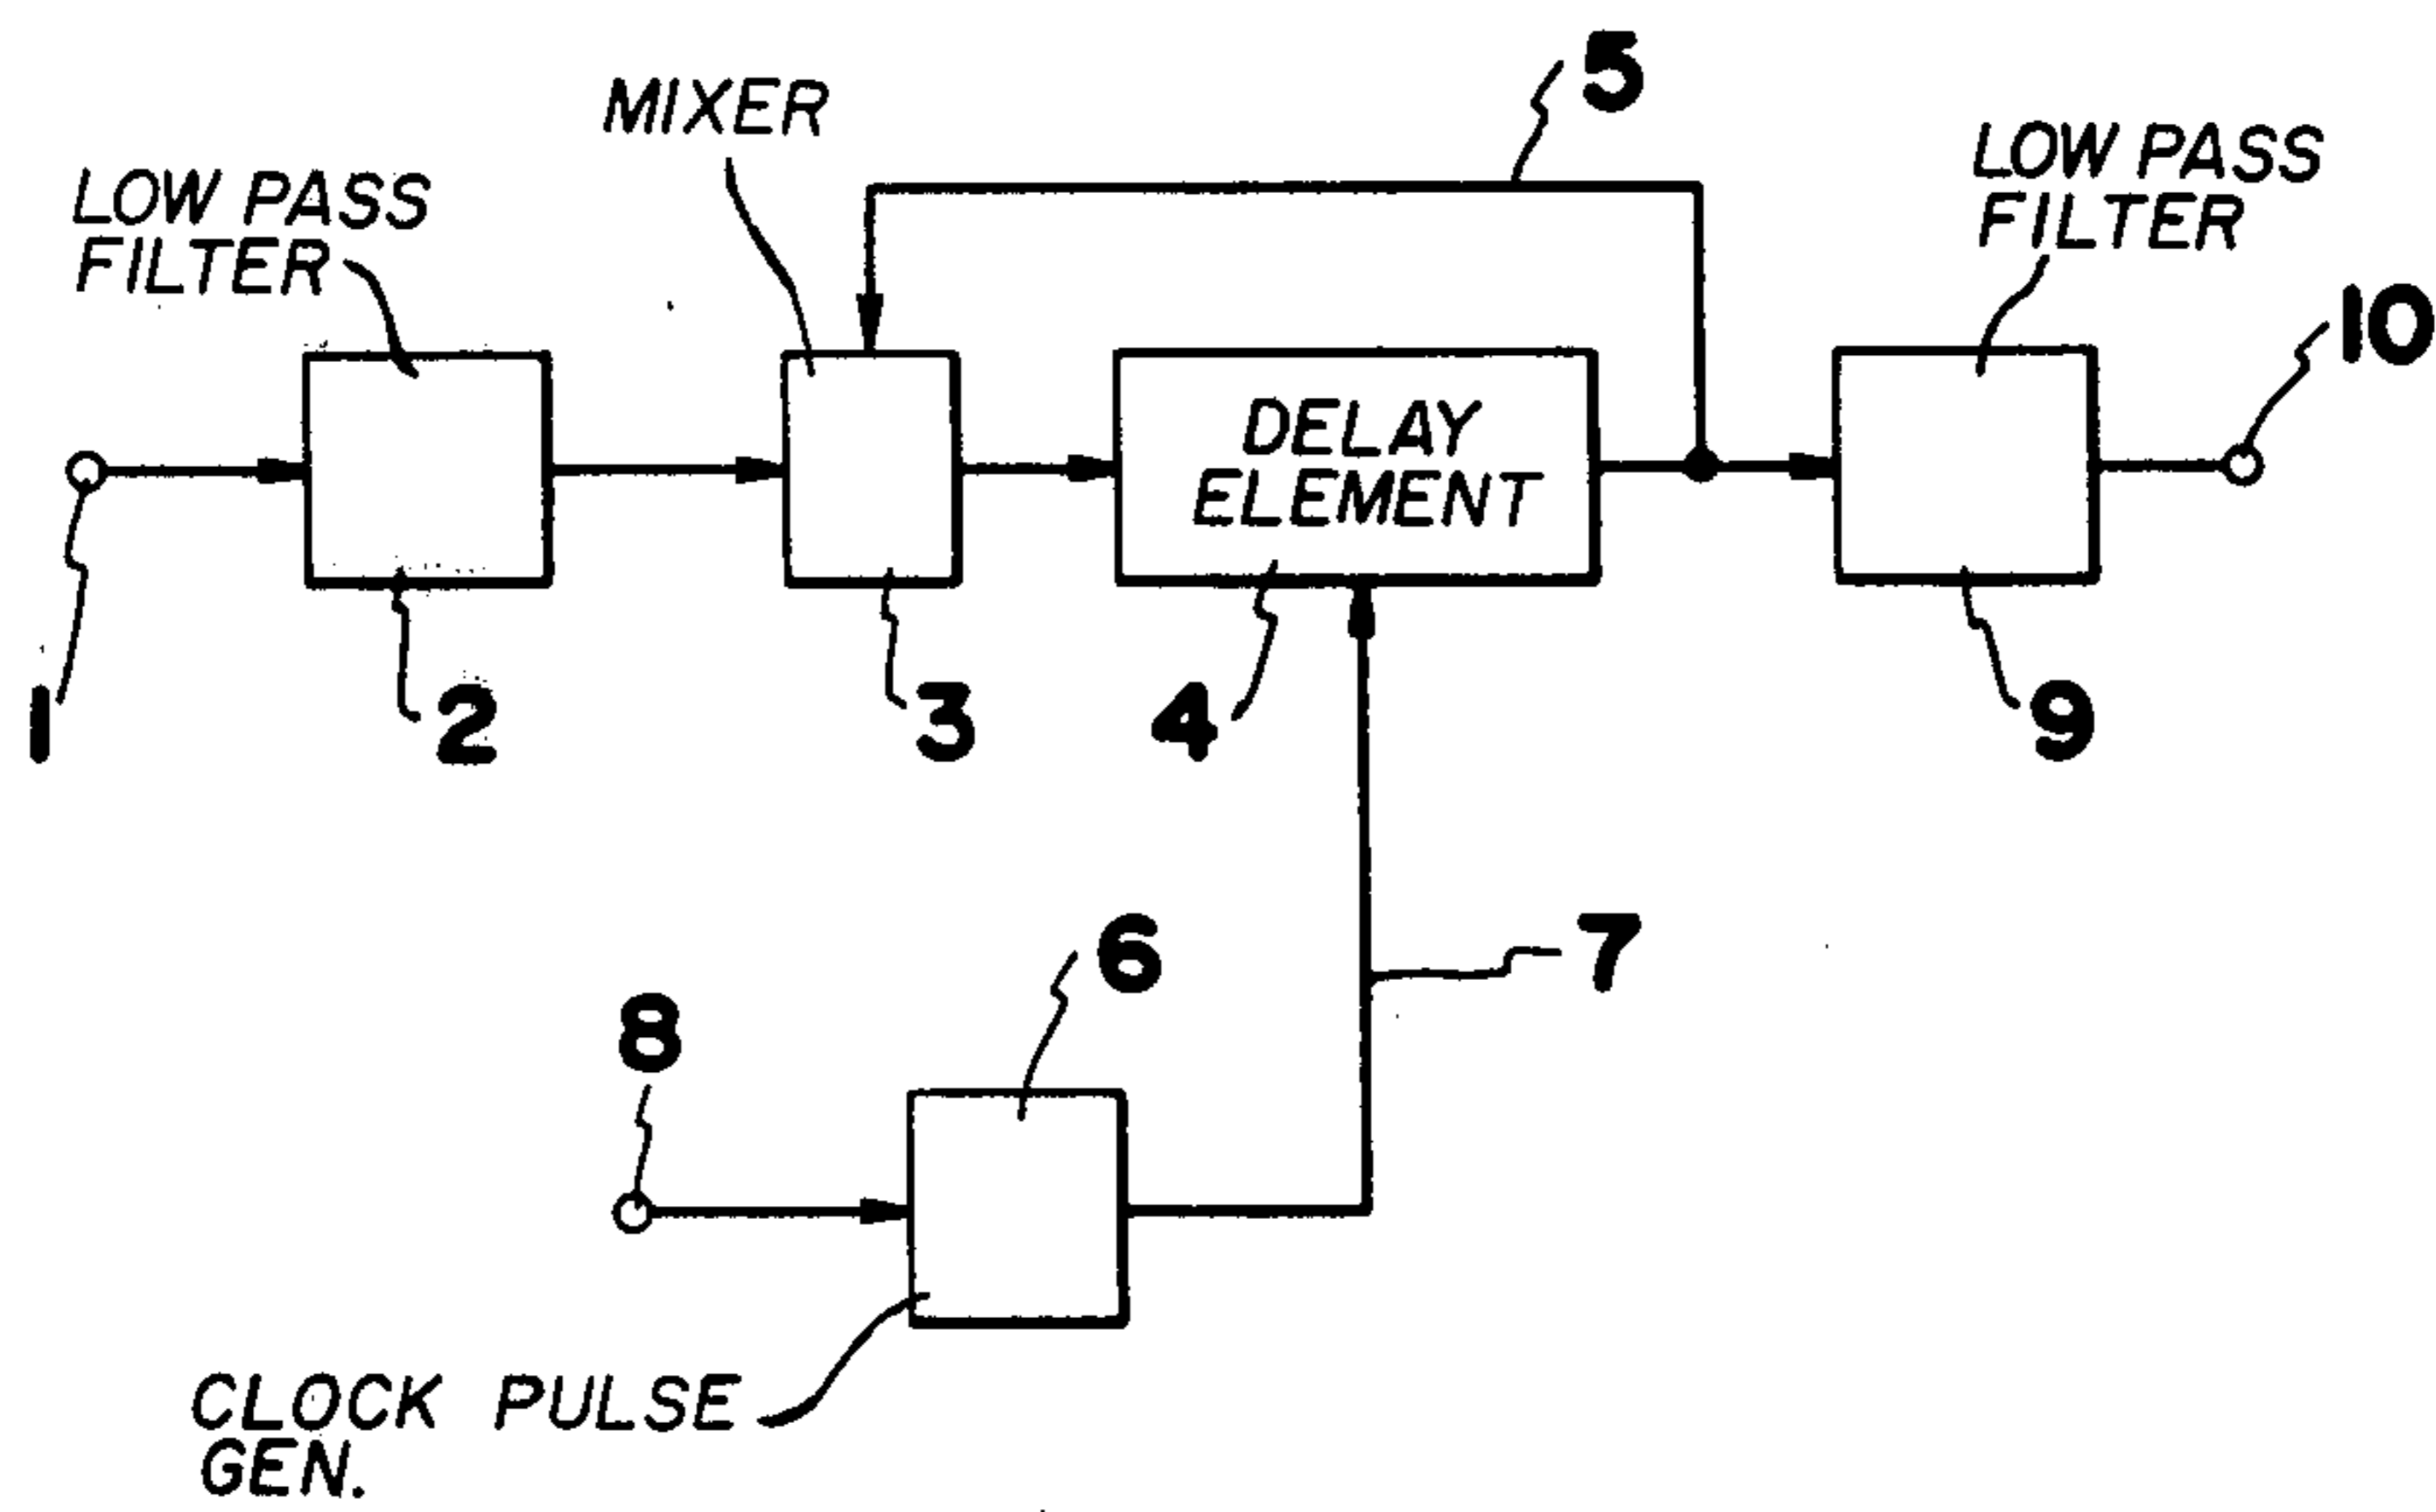 5
MIXER
LOW PASS
FILTER
LOW PASS
FILTER
10
DELAY
ELEMENT
1
2
3
4
9
6
7
8
CLOCK PULSE
GEN.